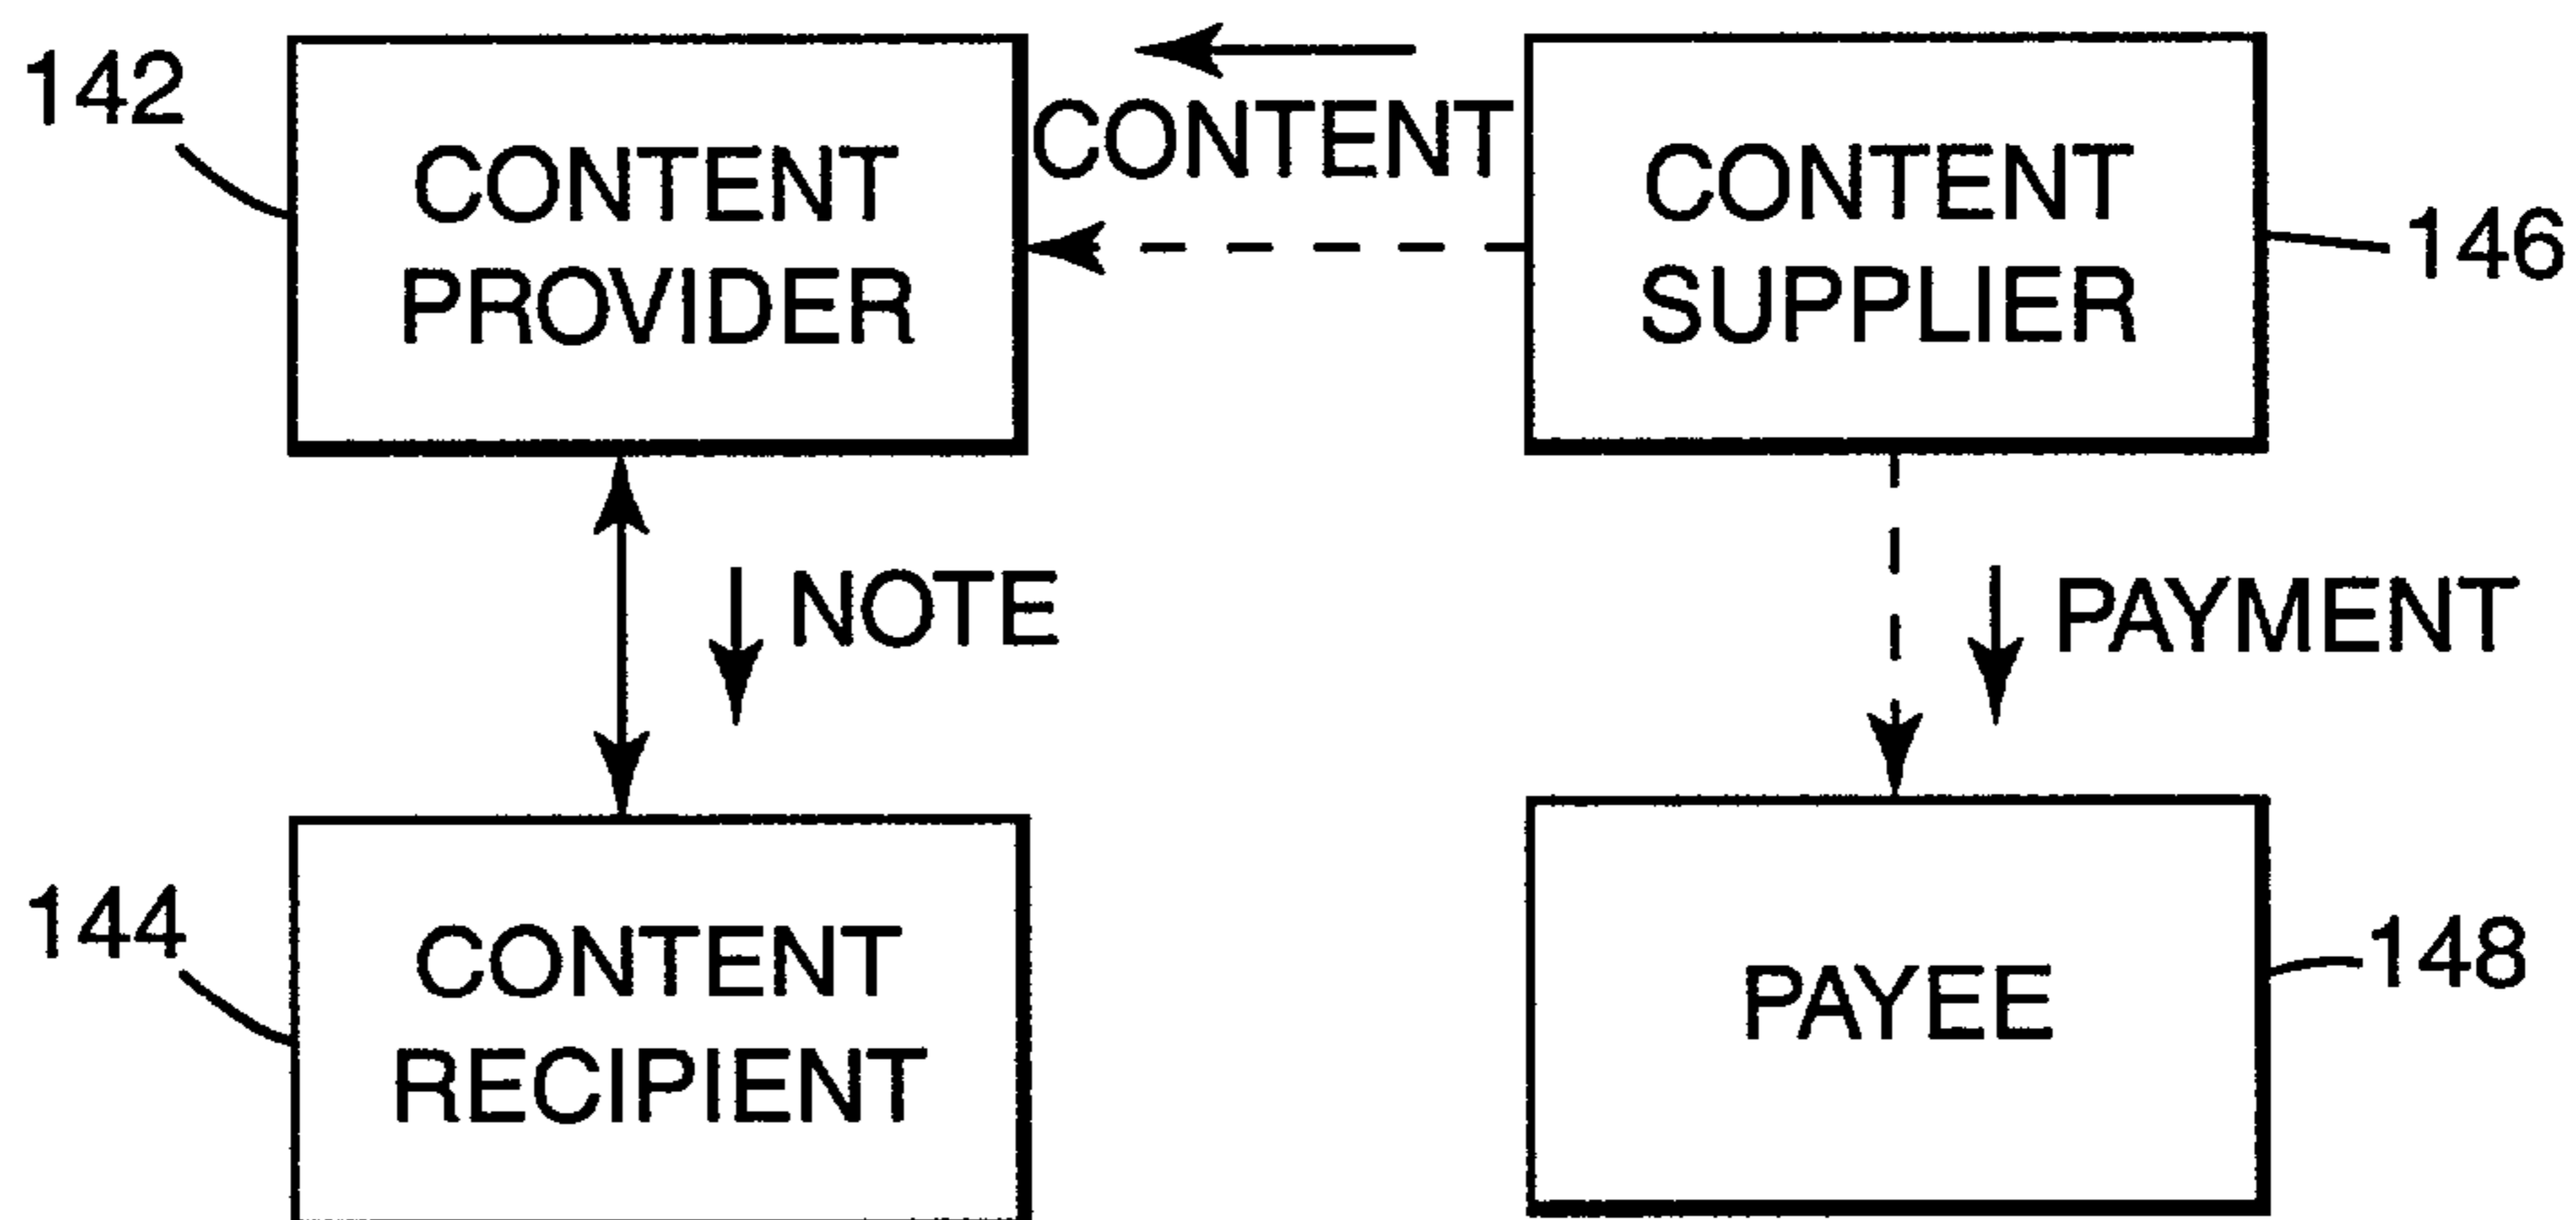 142
CONTENT
PROVIDER
CONTENT
CONTENT
SUPPLIER
146
NOTE
PAYMENT
144
CONTENT
RECIPIENT
PAYEE
148